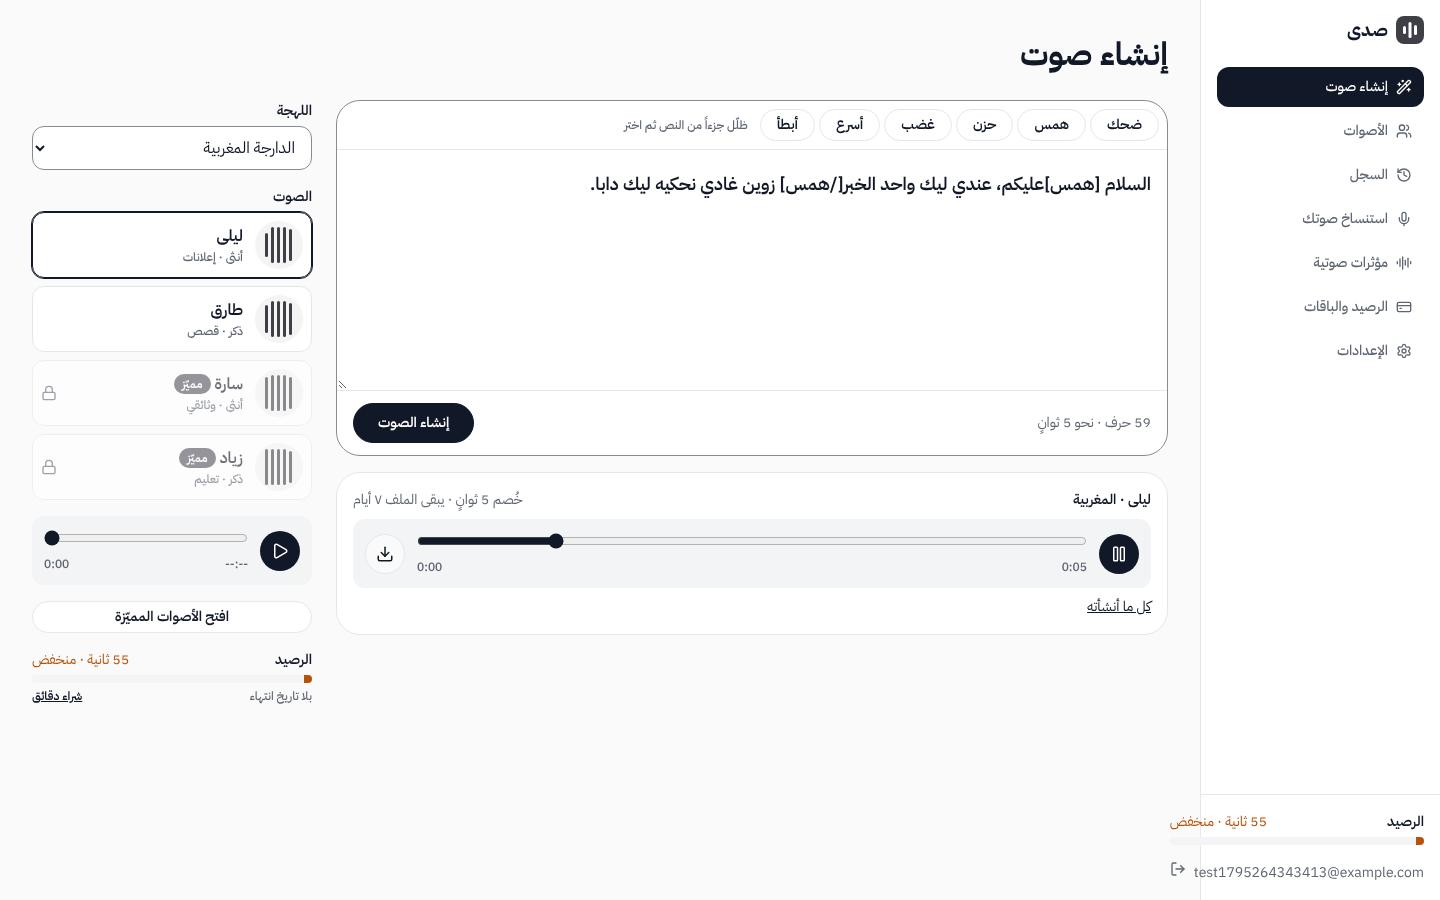 صدى
إنشاء صوت
الأصوات
السجل
استنساخ صوتك
مؤثرات صوتية
الرصيد والباقات
الإعدادات
الرصيد
55 ثانية · منخفض
test1795264343413@example.com
إنشاء صوت
ضحك
همس
حزن
غضب
أسرع
أبطأ
ظلّل جزءاً من النص ثم اختر
السلام [همس]عليكم، عندي ليك واحد الخبر[/همس] زوين غادي نحكيه ليك دابا.
59 حرف · نحو 5 ثوانٍ
إنشاء الصوت
ليلى · المغربية
خُصم 5 ثوانٍ · يبقى الملف ٧ أيام
0:00
0:05
كل ما أنشأته
اللهجة
الدارجة المغربية
الصوت
ليلى
أنثى · إعلانات
طارق
ذكر · قصص
سارة مميّز
أنثى · وثائقي
زياد مميّز
ذكر · تعليم
0:00
--:--
افتح الأصوات المميّزة
الرصيد
55 ثانية · منخفض
بلا تاريخ انتهاء
شراء دقائق